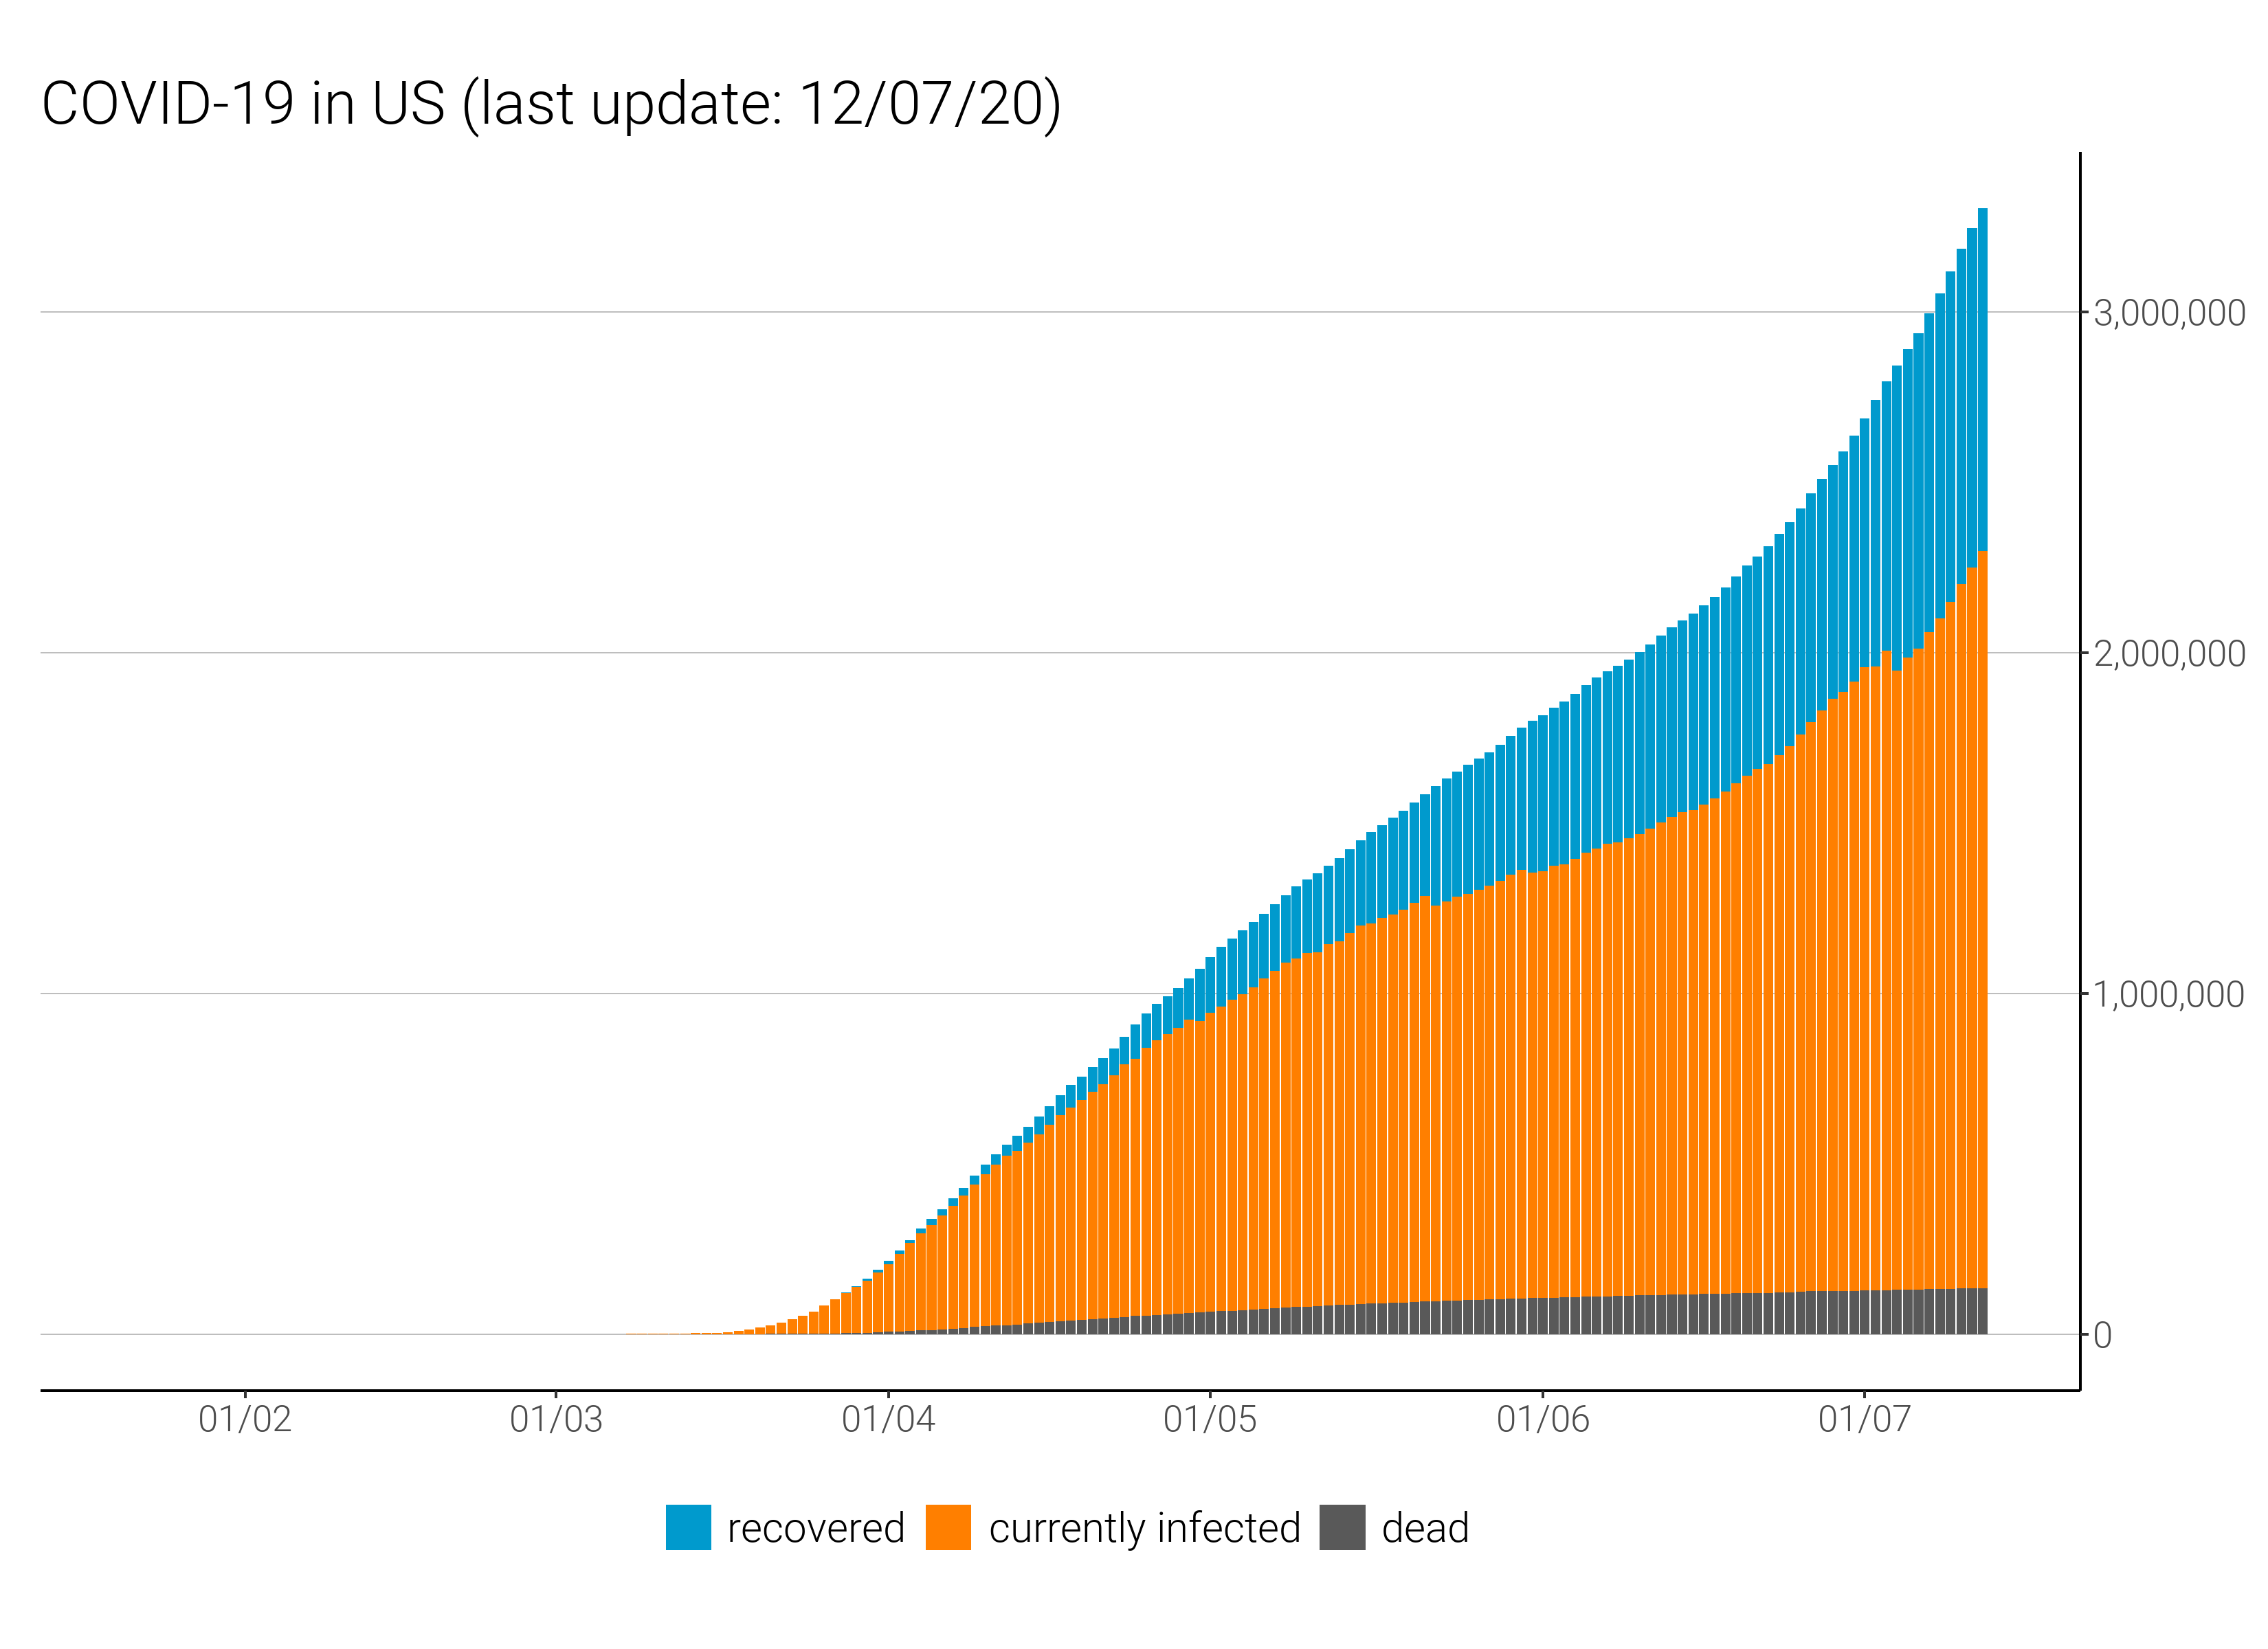 COVID-19 in US (last update: 12/07/20)
3,000,000
2,000,000
1,000,000
0
01/02 01/03 01/04 01/05 01/06 01/07
recovered currently infected dead